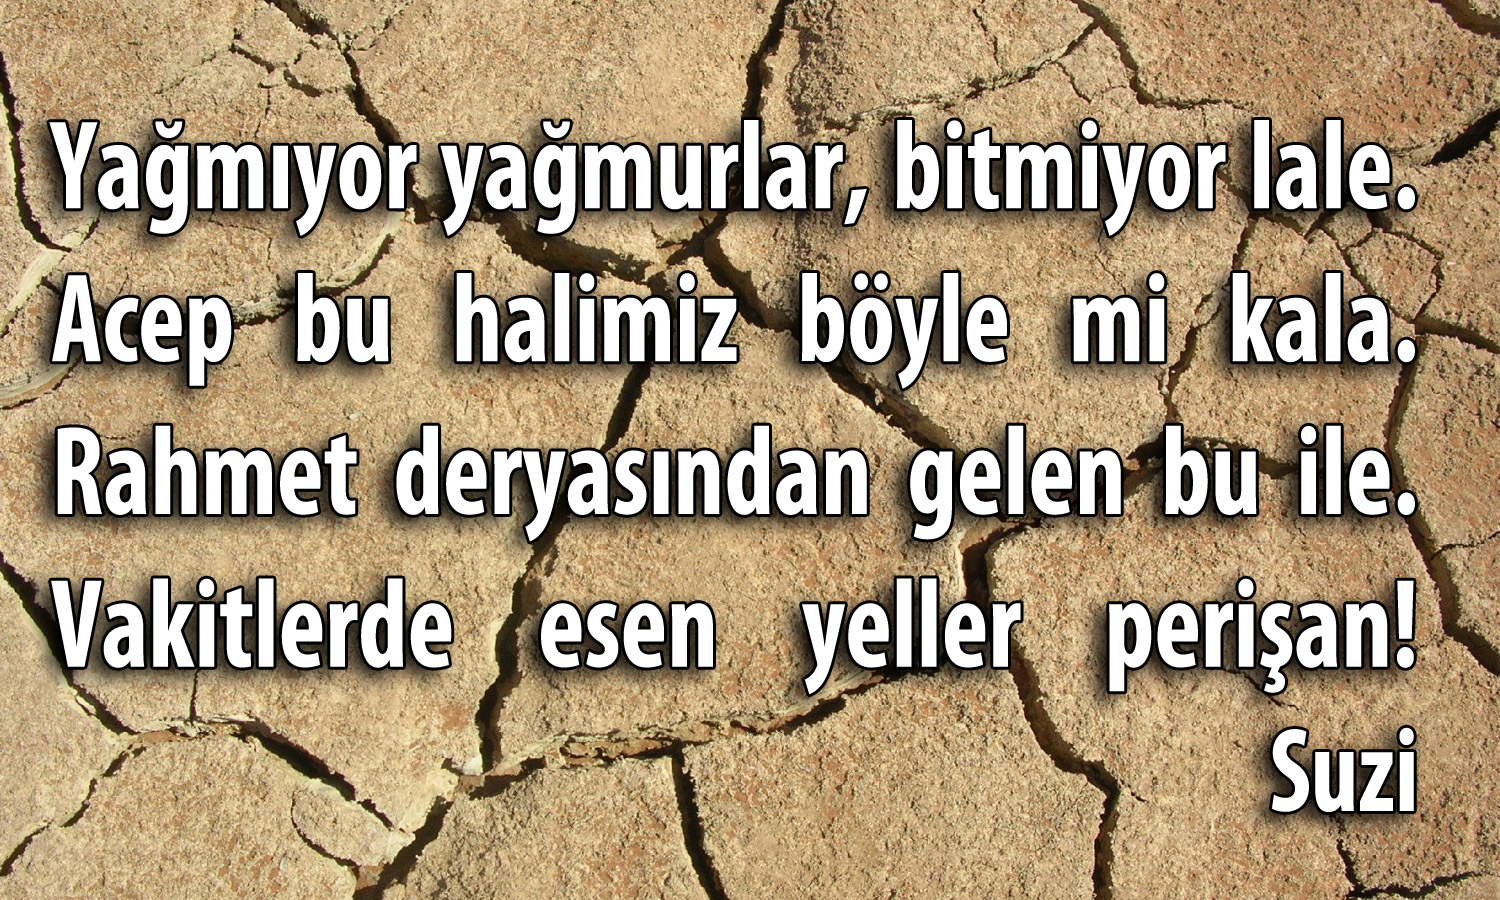 Yağmıyor yağmurlar, bitmiyor lale.
Acep bu halimiz böyle mi kala.
Rahmet deryasından gelen bu ile.
Vakitlerde esen yeller perişan!
Suzi